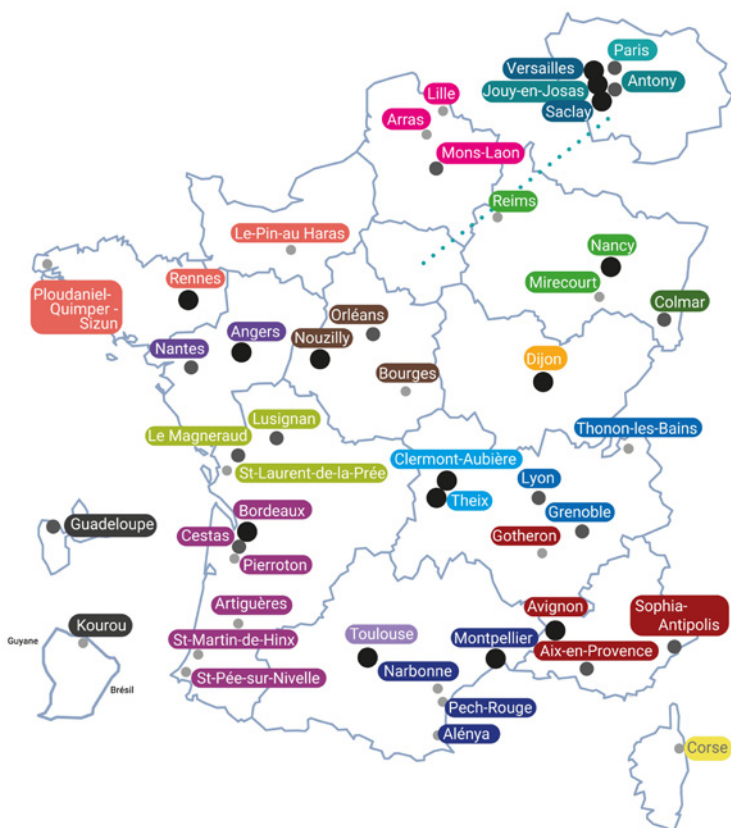 Paris
Versailles
Antony
Jouy-en-Josas
Saclay
Lille
Arras
Mons-Laon
Reims
Le-Pin-au Haras
Nancy
Rennes
Mirecourt
Ploudaniel-
Quimper -
Sizun
Colmar
Orléans
Angers
Nouzilly
Nantes
Dijon
Bourges
Lusignan
Thonon-les-Bains
Le Magneraud
Clermont-Aubière
St-Laurent-de-la-Prée
Lyon
Theix
Bordeaux
Grenoble
Guadeloupe
Cestas
Gotheron
Pierroton
Artiguères
Avignon
Sophia-
Antipolis
Kourou
Guyane
St-Martin-de-Hinx
Toulouse
Montpellier
Aix-en-Provence
Narbonne
St-Pée-sur-Nivelle
Brésil
Pech-Rouge
Alénya
Corse